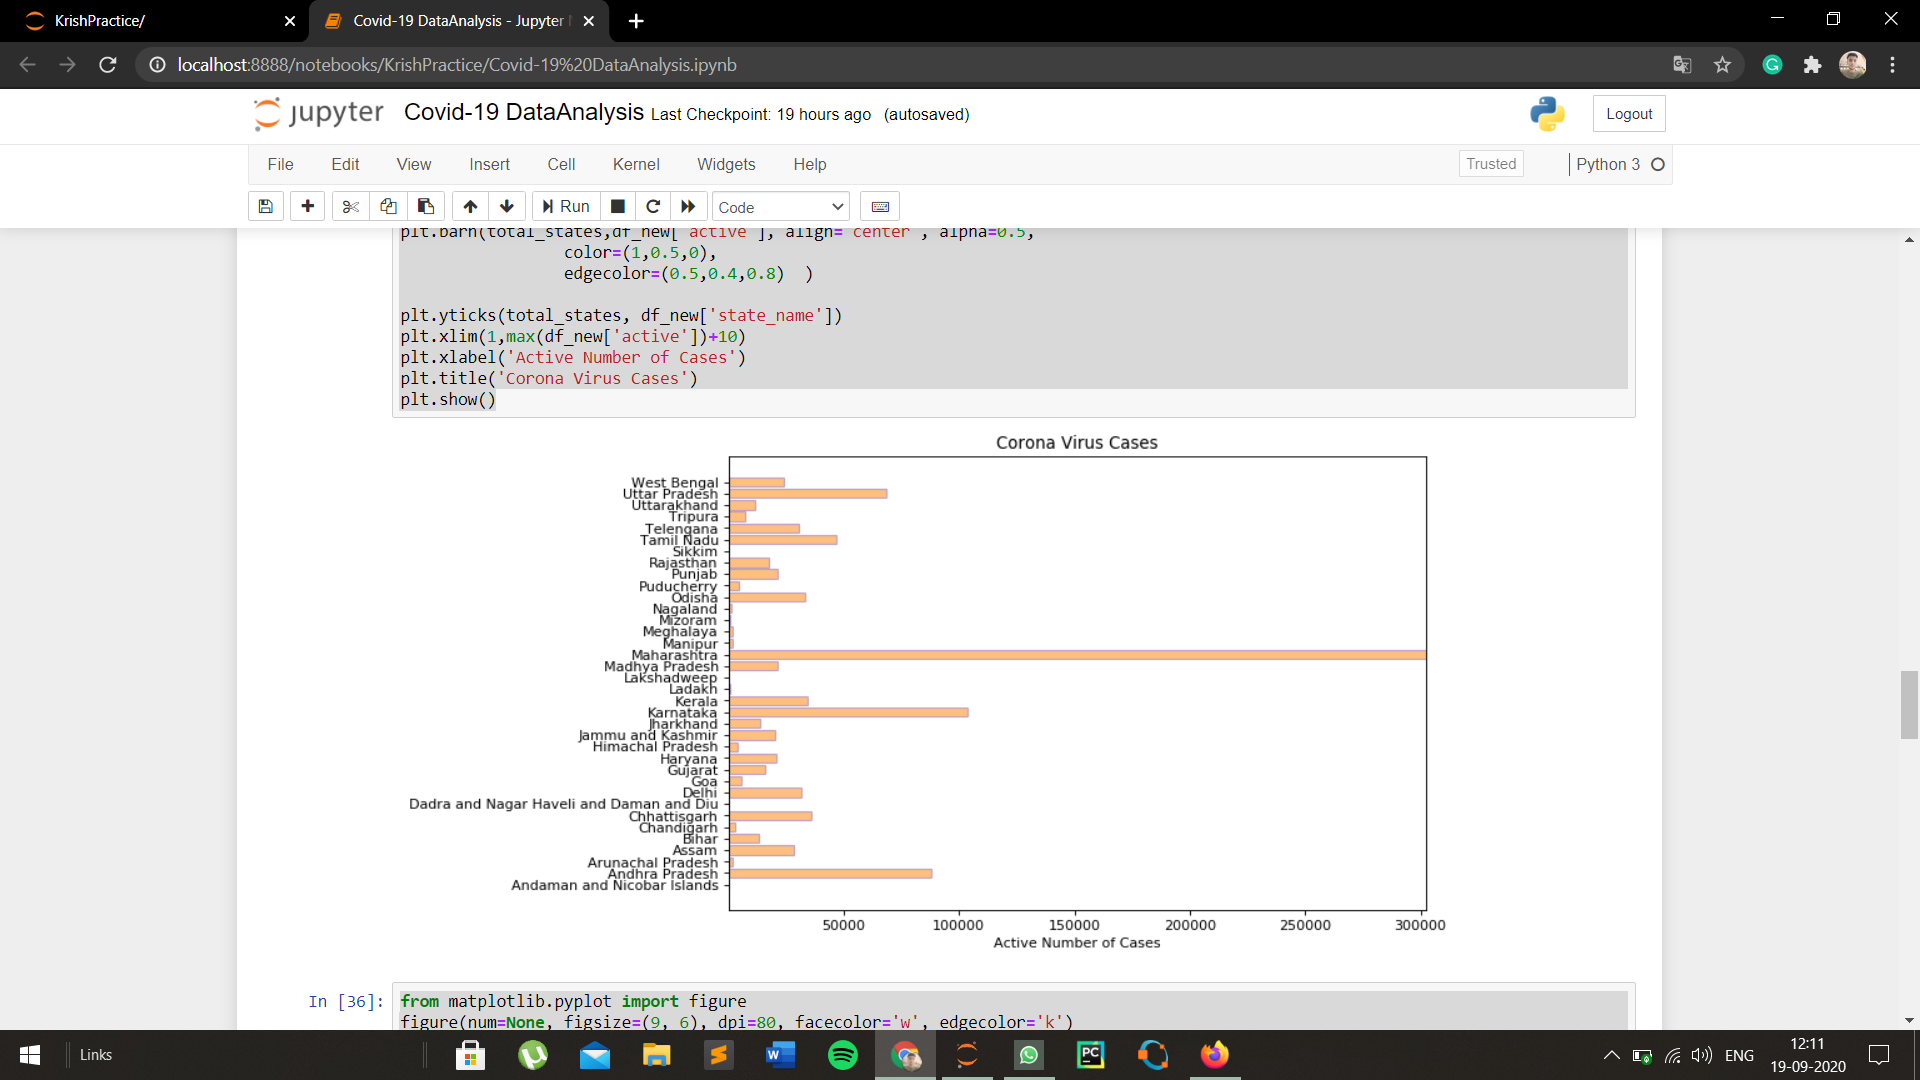 KrishPractice/
Covid-19 DataAnalysis - Jupyter
localhost:8888/notebooks/KrishPractice/Covid-19%20DataAnalysis.ipynb
jupyter Covid-19 DataAnalysis Last Checkpoint: 19 hours ago (autosaved)
Logout
File Edit View Insert Cell Kernel Widgets Help
Trusted
Python 3
Run
Code
plt.barh(total_states,df_new['active'], align='center', alpha=0.5,
color=(1,0.5,0),
edgecolor=(0.5,0.4,0.8) )
plt.yticks(total_states, df_new['state_name'])
plt.xlim(1,max(df_new['active'])+10)
plt.xlabel('Active Number of Cases')
plt.title('Corona Virus Cases')
plt.show()
Corona Virus Cases
West Bengal
Uttar Pradesh
Uttarakhand
Tripura
Telengana
Tamil Nadu
Sikkim
Rajasthan
Punjab
Puducherry
Odisha
Nagaland
Mizoram
Meghalaya
Manipur
Maharashtra
Madhya Pradesh
Lakshadweep
Ladakh
Kerala
Karnataka
Jharkhand
Jammu and Kashmir
Himachal Pradesh
Haryana
Gujarat
Goa
Delhi
Dadra and Nagar Haveli and Daman and Diu
Chhattisgarh
Chandigarh
Bihar
Assam
Arunachal Pradesh
Andhra Pradesh
Andaman and Nicobar Islands
50000 100000 150000 200000 250000 300000
Active Number of Cases
In [36]:
from matplotlib.pyplot import figure
figure(num=None, figsize=(9, 6), dpi=80, facecolor='w', edgecolor='k')
Links
W
PC
ENG
12:11
19-09-2020